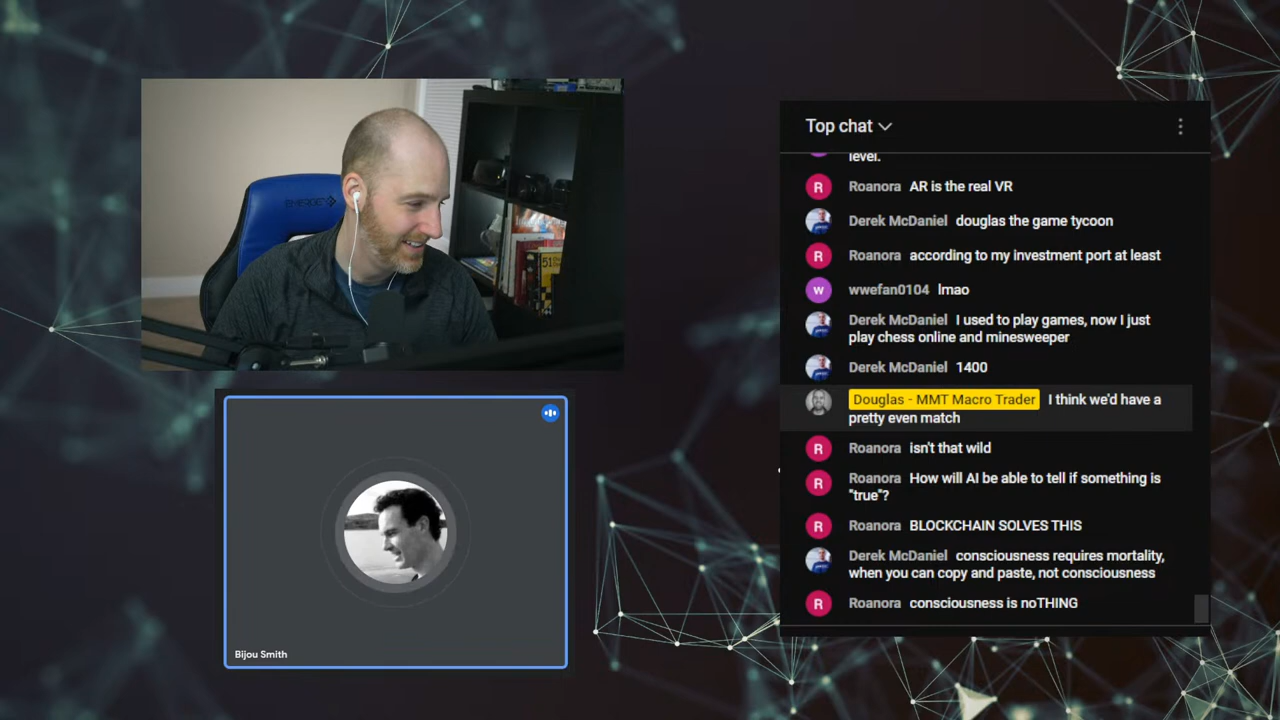 EMERGE
51
Bijou Smith
Top chat
level.
Roanora AR is the real VR
Derek McDaniel douglas the game tycoon
Roanora according to my investment port at least
wwefan0104 lmao
Derek McDaniel I used to play games, now I just
play chess online and minesweeper
Derek McDaniel 1400
Douglas - MMT Macro Trader I think we'd have a
pretty even match
Roanora isn't that wild
Roanora How will AI be able to tell if something is
"true"?
Roanora BLOCKCHAIN SOLVES THIS
Derek McDaniel consciousness requires mortality,
when you can copy and paste, not consciousness
Roanora consciousness is noTHING